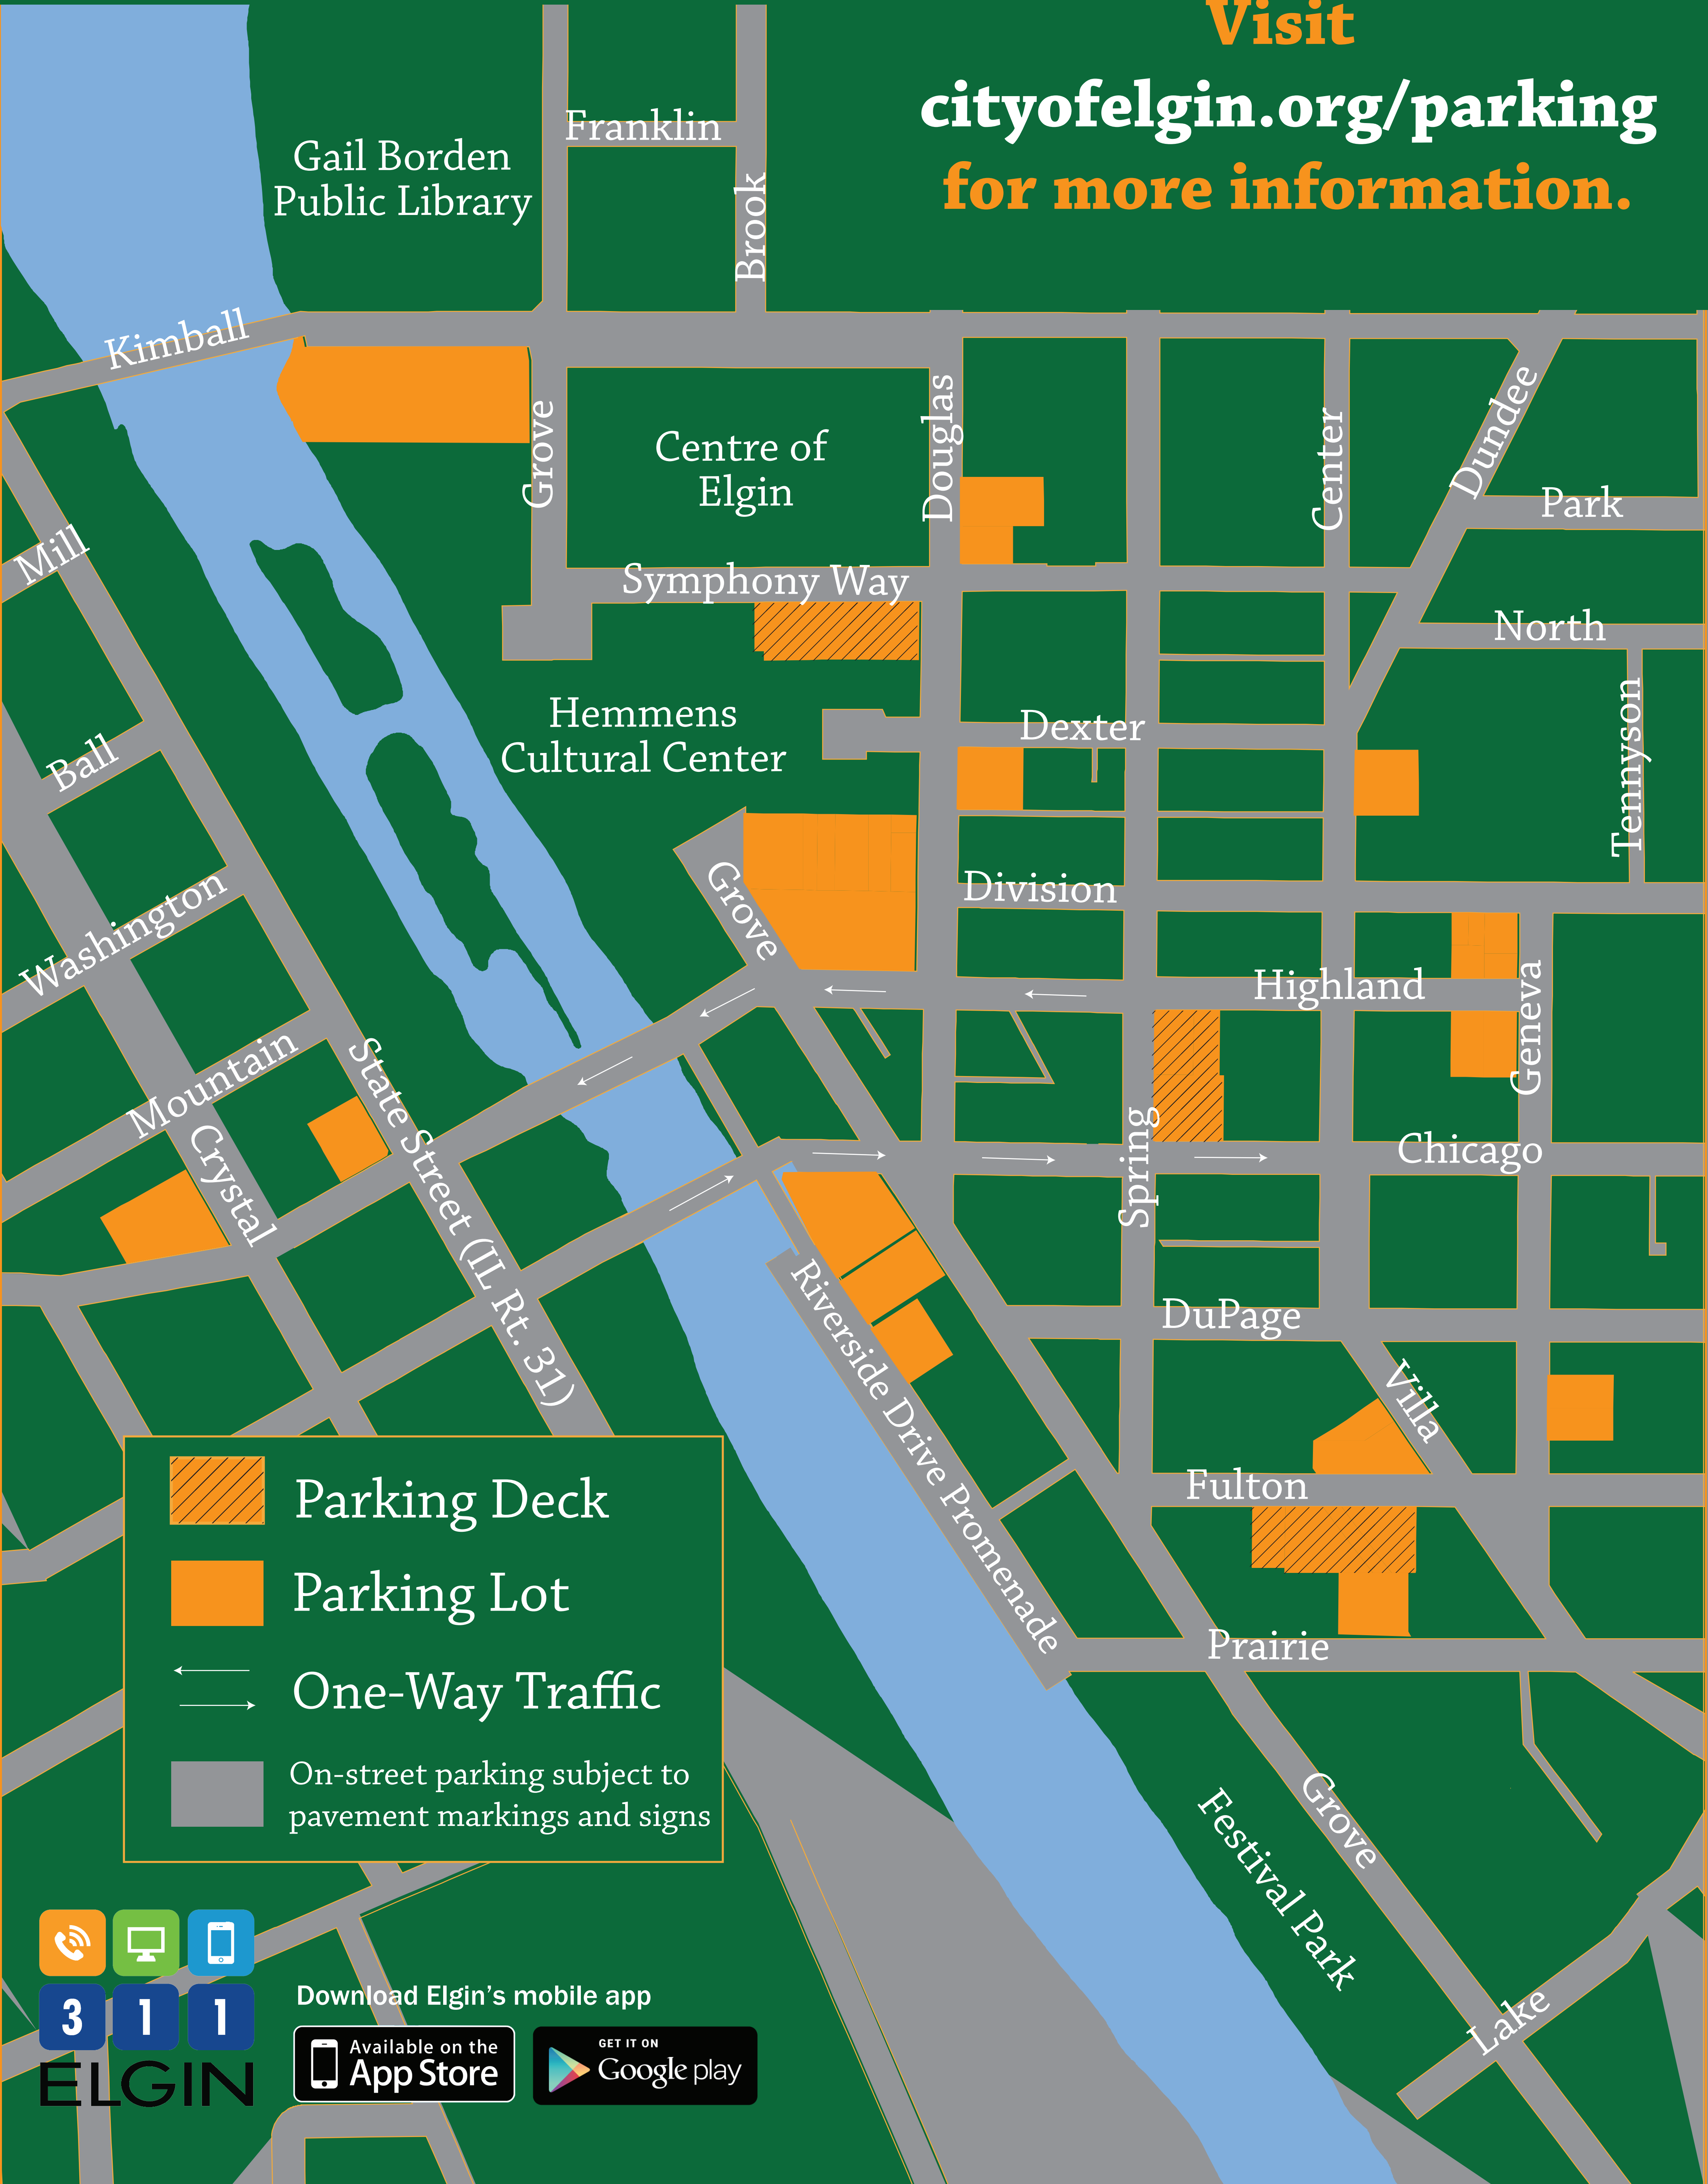 Visit
cityofelgin.org/parking
for more information.
Franklin
Gail Borden
Public Library
Brook
Kimball
Grove
Centre of
Elgin
Douglas
Center
Dundee
Park
Mill
Symphony Way
North
Hemmens
Cultural Center
Dexter
Tennyson
Ball
Grove
Division
Washington
Highland
Geneva
Mountain
State Street (IL Rt. 31)
Crystal
Spring
Chicago
DuPage
Riverside Drive Promenade
Villa
Fulton
Prairie
Parking Deck
Parking Lot
One-Way Traffic
On-street parking subject to
pavement markings and signs
Grove
Festival Park
Lake
311
ELGIN
Download Elgin's mobile app
Available on the
App Store
GET IT ON
Google play